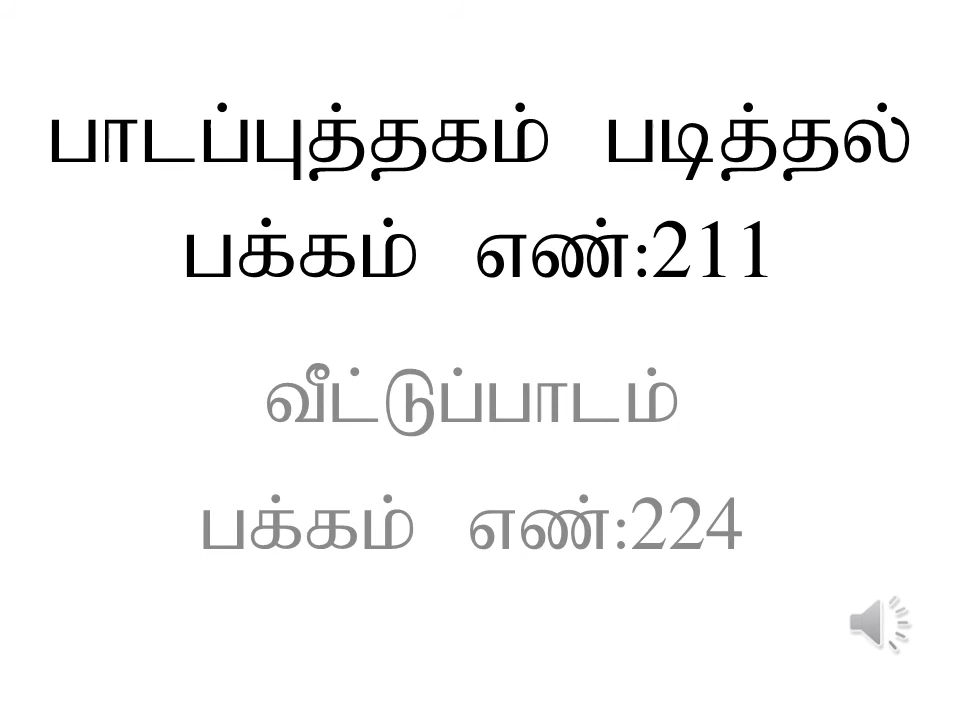 பாடப்புத்தகம் படித்தல்
பக்கம் எண்:211
வீட்டுப்பாடம்
பக்கம் எண்:224